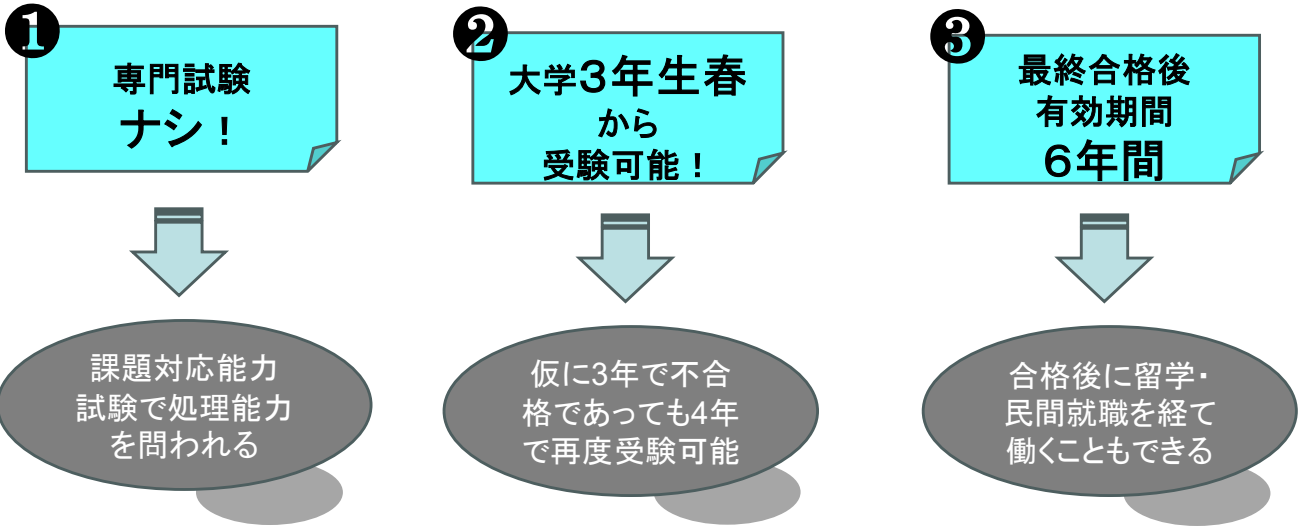 ❶
専門試験
ナシ！
課題対応能力
試験で処理能力
を問われる
❷
大学３年生春
から
受験可能！
仮に3年で不合
格であっても4年
で再度受験可能
❸
最終合格後
有効期間
６年間
合格後に留学・
民間就職を経て
働くこともできる